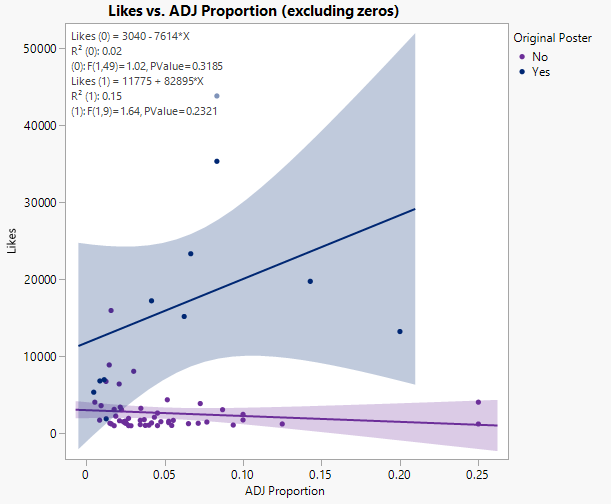 Likes vs. ADJ Proportion (excluding zeros)
Likes (0) = 3040 - 7614*X
R² (0): 0.02
(0): F(1,49)=1.02, PValue=0.3185
Likes (1) = 11775 + 82895*X
R² (1): 0.15
(1): F(1,9)=1.64, PValue=0.2321
Original Poster
No
Yes
50000
40000
30000
20000
10000
0
Likes
0 0.05 0.10 0.15 0.20 0.25
ADJ Proportion